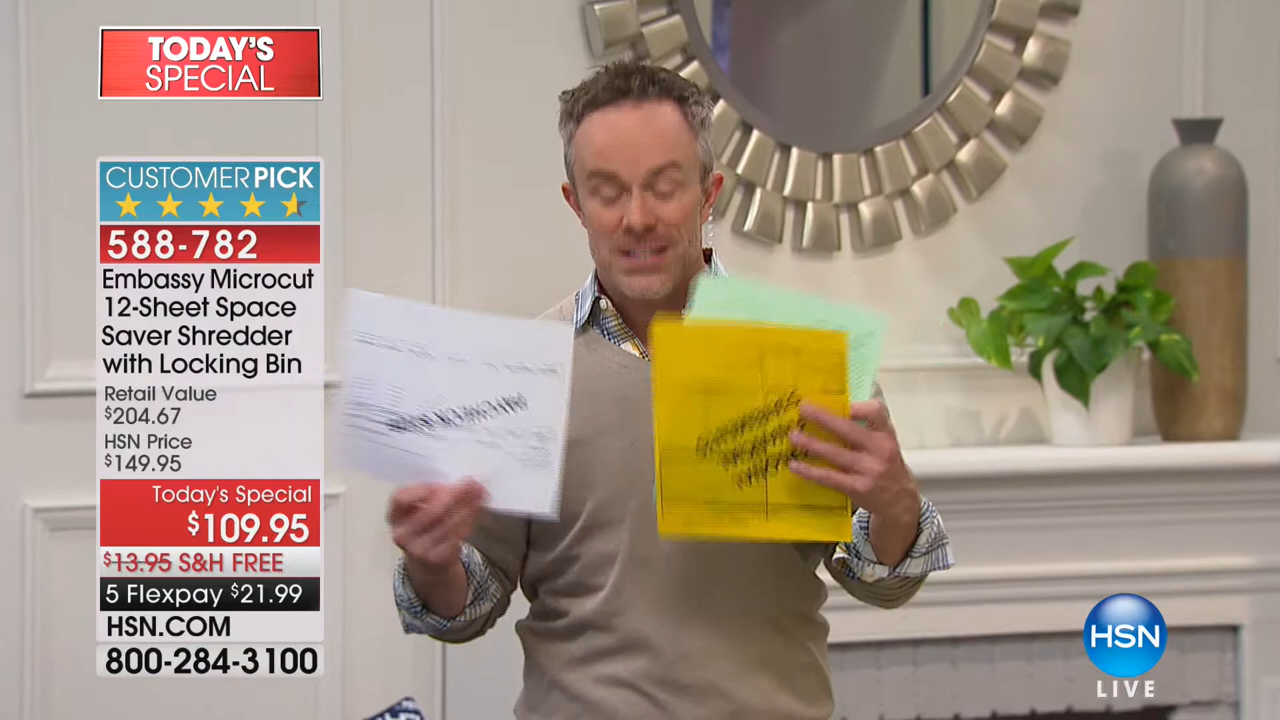 TODAY'S
SPECIAL
CUSTOMERPICK
588-782
Embassy Microcut
12-Sheet Space
Saver Shredder
with Locking Bin
Retail Value
$204.67
HSN Price
$149.95
Today's Special
$109.95
$13.95 S&H FREE
5 Flexpay $21.99
HSN.COM
800-284-3100
HSN
LIVE